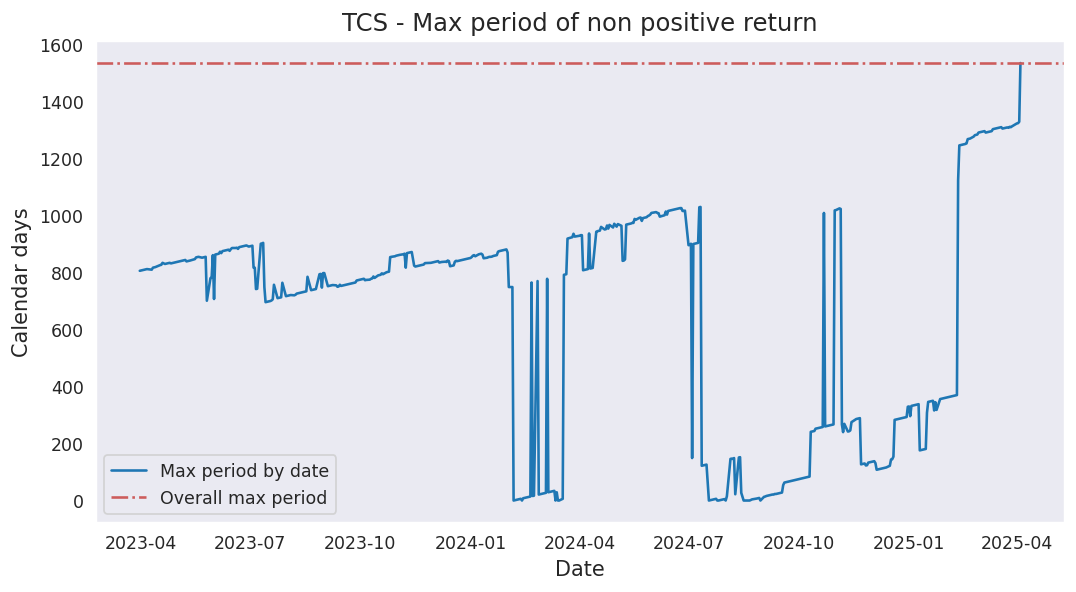 TCS - Max period of non positive return
1600
1400
1200
1000
800
600
400
200
0
Calendar days
Max period by date
Overall max period
2023-04 2023-07 2023-10 2024-01 2024-04 2024-07 2024-10 2025-01 2025-04
Date